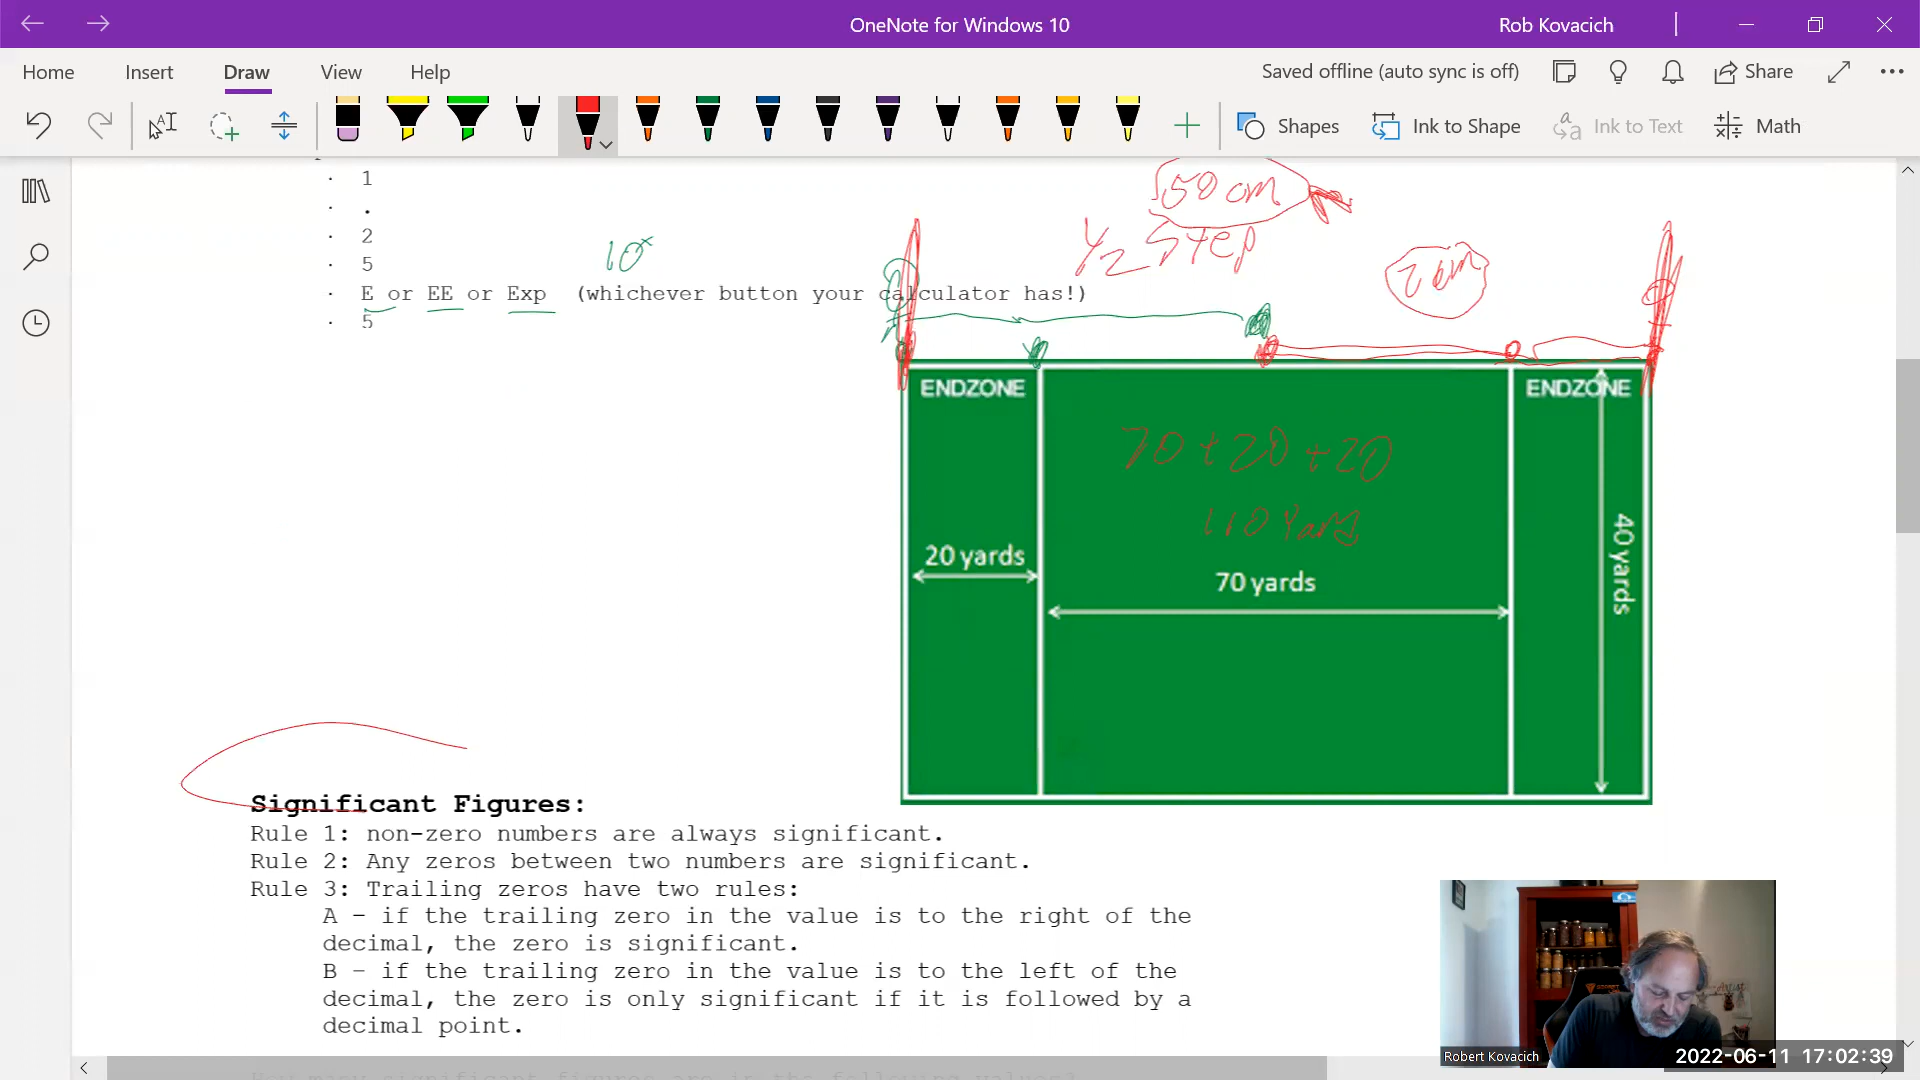 OneNote for Windows 10
Rob Kovacich
Home Insert Draw View Help
Saved offline (auto sync is off)
Share
Shapes
Ink to Shape
Ink to Text
Math
· 1
· .
· 2
· 5
· E or EE or Exp (whichever button your calculator has!)
· 5
10ˣ
50 cm
1/2 STEP
ENDZONE
ENDZONE
70 + 20 + 20
110 Yards
20 yards
70 yards
40 yards
Significant Figures:
Rule 1: non-zero numbers are always significant.
Rule 2: Any zeros between two numbers are significant.
Rule 3: Trailing zeros have two rules:
A – if the trailing zero in the value is to the right of the
decimal, the zero is significant.
B – if the trailing zero in the value is to the left of the
decimal, the zero is only significant if it is followed by a
decimal point.
Robert Kovacich
2022-06-11 17:02:39